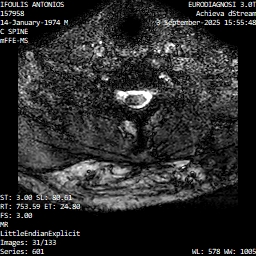 IFOULIS ANTONIOS
157958
14-January-1974 M
C SPINE
mFFE-MS
EURODIAGNOSI 3.0T
Achieva dStream
3 September-2025 15:55:48
ST: 3.00 SL: 80.01
RT: 753.59 ET: 24.80
FS: 3.00
MR
LittleEndianExplicit
Images: 31/133
Series: 601
WL: 578 WW: 1005